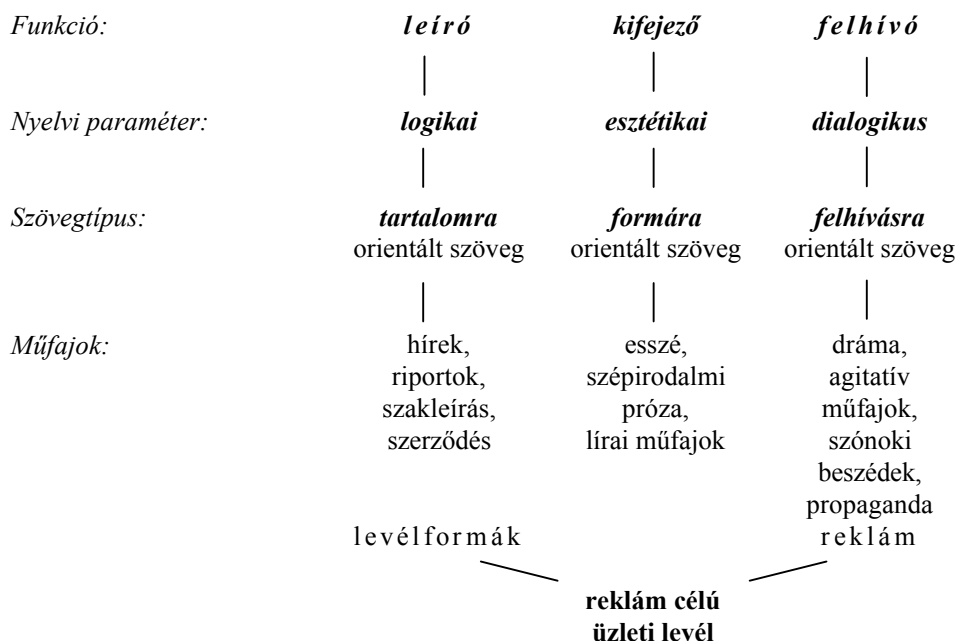 Funkció: leíró kifejező felhívó
Nyelvi paraméter: logikai esztétikai dialogikus
Szövegtípus: tartalomra formára felhívásra
orientált szöveg orientált szöveg orientált szöveg
Műfajok: hírek, esszé, dráma,
riportok, szépirodalmi agitatív
szakleírás, próza, műfajok,
szerződés lírai műfajok szónoki
beszédek,
propaganda
levélformák reklám
reklám célú
üzleti levél